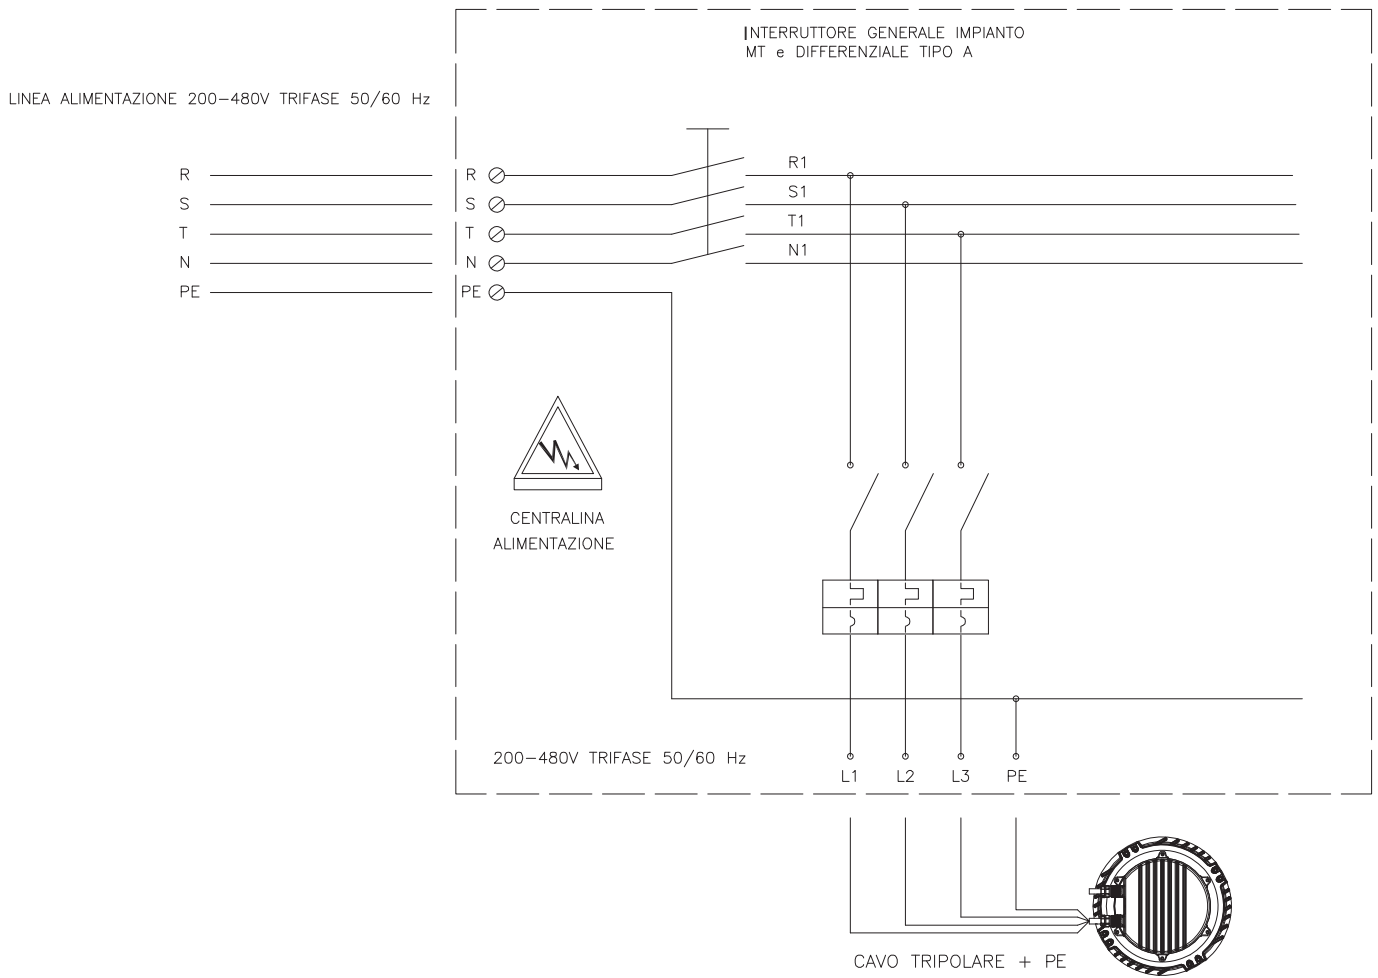 INTERRUTTORE GENERALE IMPIANTO
MT e DIFFERENZIALE TIPO A
LINEA ALIMENTAZIONE 200-480V TRIFASE 50/60 Hz
R R R1
S S S1
T T T1
N N N1
PE PE
CENTRALINA
ALIMENTAZIONE
200-480V TRIFASE 50/60 Hz
L1 L2 L3 PE
CAVO TRIPOLARE + PE